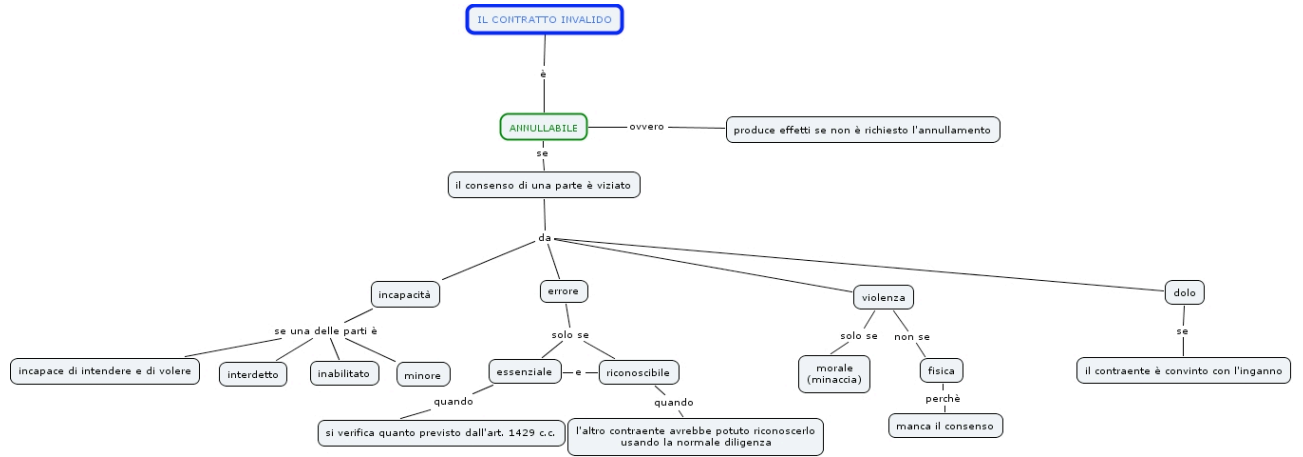 IL CONTRATTO INVALIDO
è
ANNULLABILE
ovvero
produce effetti se non è richiesto l'annullamento
se
il consenso di una parte è viziato
da
incapacità
errore
violenza
dolo
se una delle parti è
solo se
solo se
non se
se
incapace di intendere e di volere
interdetto
inabilitato
minore
essenziale
e
riconoscibile
morale
(minaccia)
fisica
il contraente è convinto con l'inganno
quando
quando
perchè
si verifica quanto previsto dall'art. 1429 c.c.
l'altro contraente avrebbe potuto riconoscerlo
usando la normale diligenza
manca il consenso